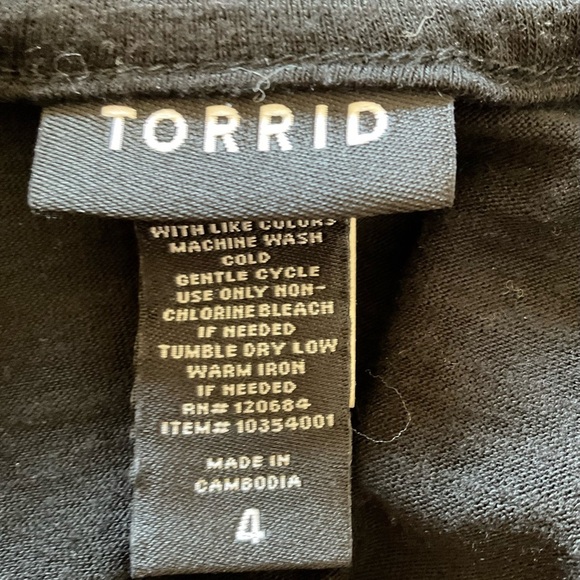 TORRID
WITH LIKE COLORS
MACHINE WASH
COLD
GENTLE CYCLE
USE ONLY NON-
CHLORINE BLEACH
IF NEEDED
TUMBLE DRY LOW
WARM IRON
IF NEEDED
RN# 120684
ITEM# 10354001
MADE IN
CAMBODIA
4